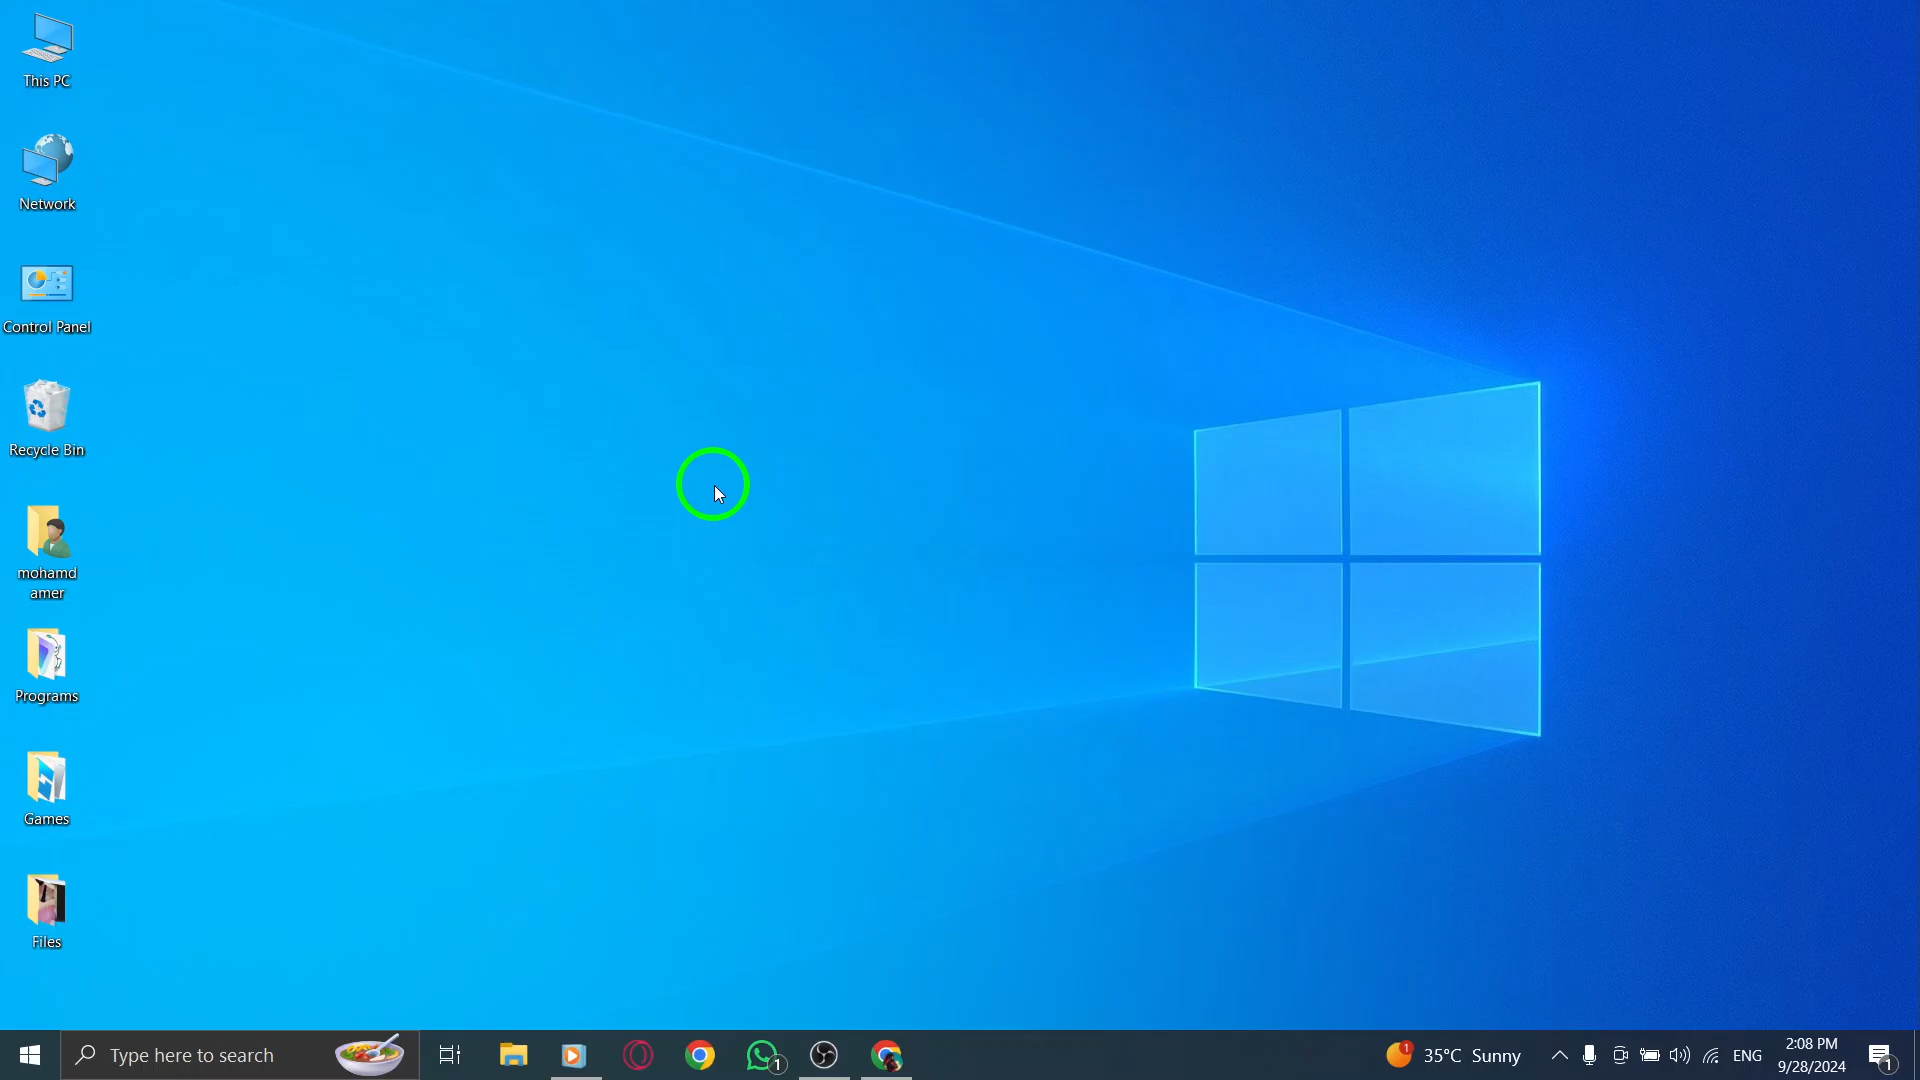 This PC
Network
Control Panel
Recycle Bin
mohamd
amer
Programs
Games
Files
Type here to search
1
1
35°C Sunny
ENG
2:08 PM
9/28/2024
1